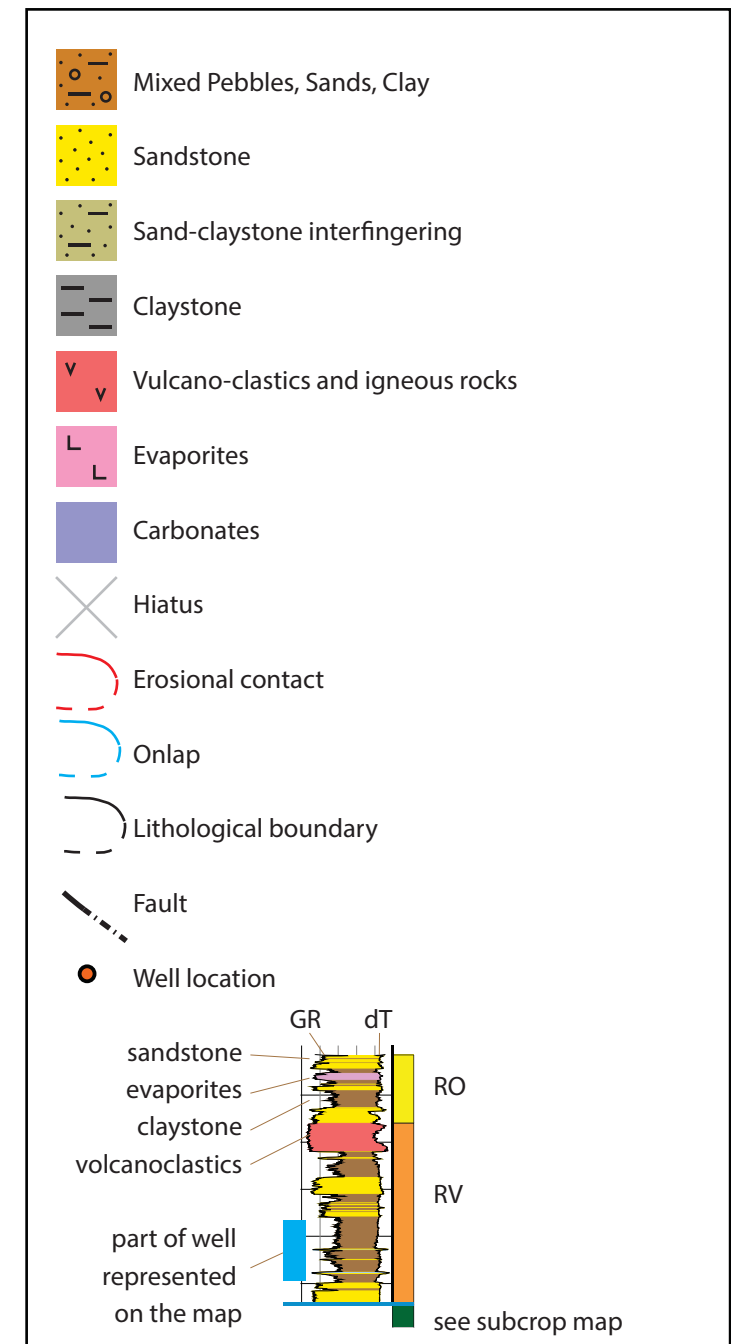 Mixed Pebbles, Sands, Clay
Sandstone
Sand-claystone interfingering
Claystone
Vulcano-clastics and igneous rocks
Evaporites
Carbonates
Hiatus
Erosional contact
Onlap
Lithological boundary
Fault
Well location
GR dT
sandstone
evaporites
claystone
volcanoclastics
RO
RV
part of well
represented
on the map
see subcrop map